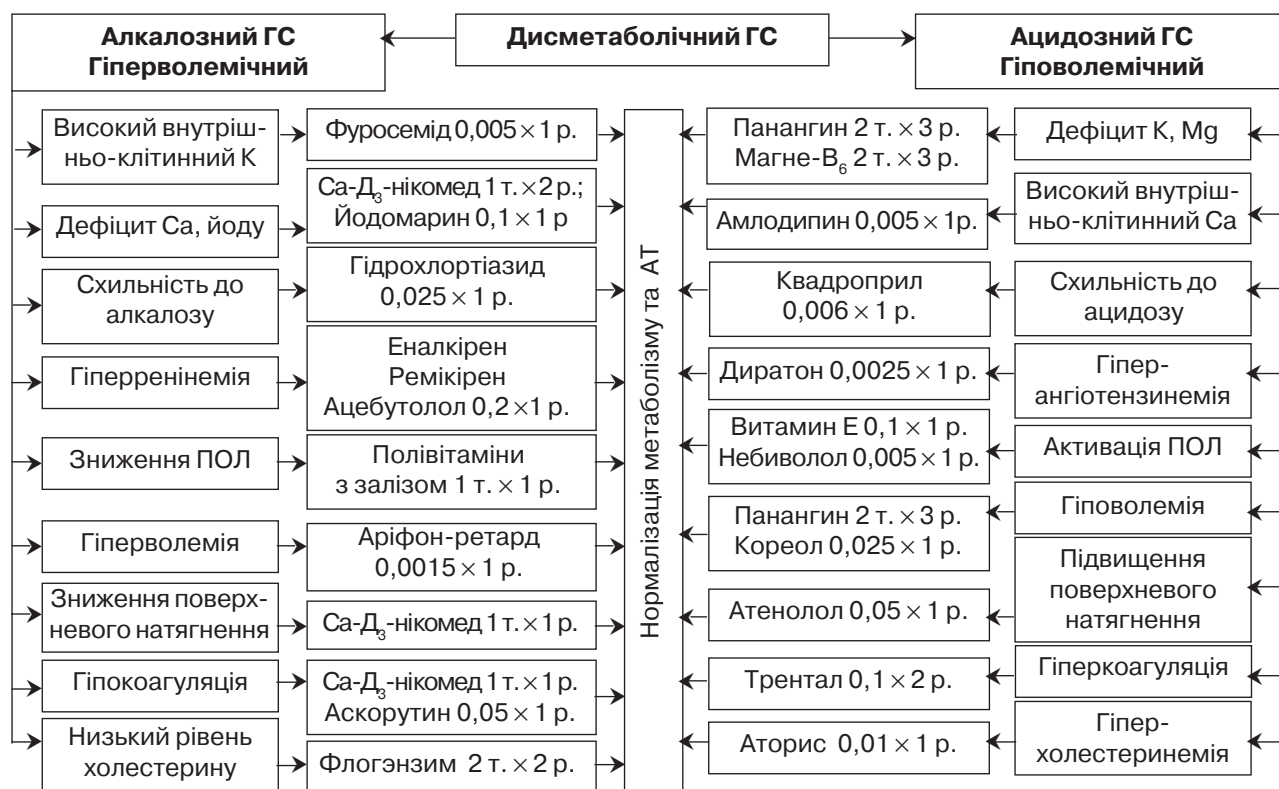 Алкалозний ГС
Гіперволемічний
Дисметаболічний ГС
Ацидозний ГС
Гіповолемічний
Високий внутріш-
ньо-клітинний К
Фуросемід 0,005 × 1 р.
Дефіцит Са, йоду
Са-Д₃-нікомед 1 т. × 2 р.;
Йодомарин 0,1 × 1 р
Схильність до
алкалозу
Гідрохлортіазид
0,025 × 1 р.
Гіперренінемія
Еналкірен
Ремікірен
Ацебутолол 0,2 × 1 р.
Зниження ПОЛ
Полівітаміни
з залізом 1 т. × 1 р.
Гіперволемія
Аріфон-ретард
0,0015 × 1 р.
Зниження поверх-
невого натягнення
Са-Д₃-нікомед 1 т. × 1 р.
Гіпокоагуляція
Са-Д₃-нікомед 1 т. × 1 р.
Аскорутин 0,05 × 1 р.
Низький рівень
холестерину
Флогэнзим 2 т. × 2 р.
Нормалізація метаболізму та АТ
Панангин 2 т. × 3 р.
Магне-В₆ 2 т. × 3 р.
Дефіцит К, Mg
Амлодипин 0,005 × 1р.
Високий внутріш-
ньо-клітинний Са
Квадроприл
0,006 × 1 р.
Схильність до
ацидозу
Диратон 0,0025 × 1 р.
Гіпер-
ангіотензинемія
Витамин Е 0,1 × 1 р.
Небиволол 0,005 × 1 р.
Активація ПОЛ
Панангин 2 т. × 3 р.
Кореол 0,025 × 1 р.
Гіповолемія
Атенолол 0,05 × 1 р.
Підвищення
поверхневого
натягнення
Трентал 0,1 × 2 р.
Гіперкоагуляція
Аторис 0,01 × 1 р.
Гіпер-
холестеринемія